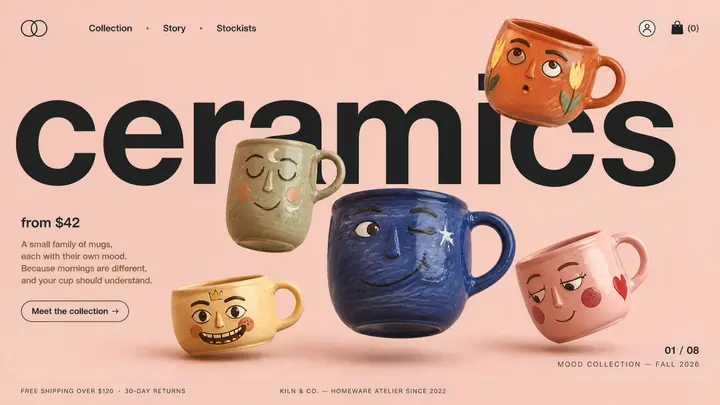 Collection • Story • Stockists
(0)
ceramics
from $42
A small family of mugs,
each with their own mood.
Because mornings are different,
and your cup should understand.
Meet the collection →
01 / 08
MOOD COLLECTION — FALL 2026
FREE SHIPPING OVER $120 · 30-DAY RETURNS
KILN & CO. — HOMEWARE ATELIER SINCE 2022